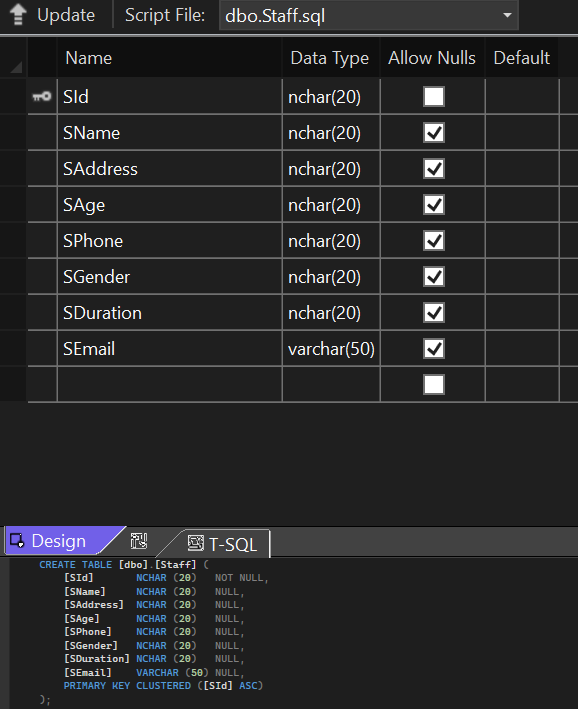 Update Script File: dbo.Staff.sql
Name Data Type Allow Nulls Default
SId nchar(20)
SName nchar(20)
SAddress nchar(20)
SAge nchar(20)
SPhone nchar(20)
SGender nchar(20)
SDuration nchar(20)
SEmail varchar(50)
Design T-SQL
CREATE TABLE [dbo].[Staff] (
[SId] NCHAR (20) NOT NULL,
[SName] NCHAR (20) NULL,
[SAddress] NCHAR (20) NULL,
[SAge] NCHAR (20) NULL,
[SPhone] NCHAR (20) NULL,
[SGender] NCHAR (20) NULL,
[SDuration] NCHAR (20) NULL,
[SEmail] VARCHAR (50) NULL,
PRIMARY KEY CLUSTERED ([SId] ASC)
);